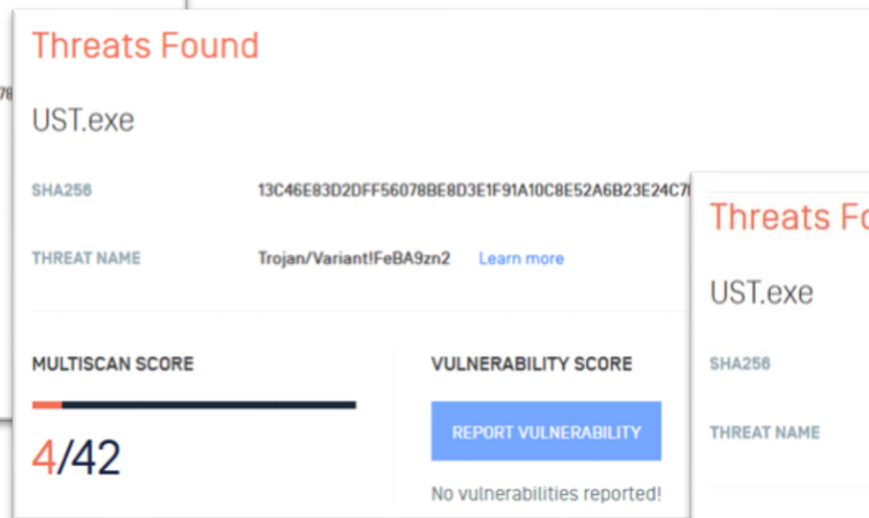 78
Threats Found
UST.exe
SHA256 13C46E83D2DFF56078BE8D3E1F91A10C8E52A6B23E24C7
THREAT NAME Trojan/Variant!FeBA9zn2 Learn more
MULTISCAN SCORE
4/42
VULNERABILITY SCORE
REPORT VULNERABILITY
No vulnerabilities reported!
Threats Fo
UST.exe
SHA256
THREAT NAME